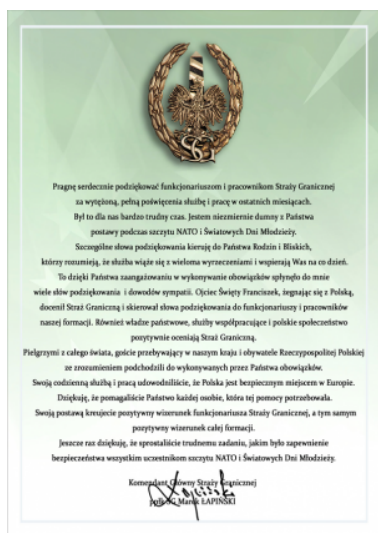 SG
Pragnę serdecznie podziękować funkcjonariuszom i pracownikom Straży Granicznej
za wytężoną, pełną poświęcenia służbę i pracę w ostatnich miesiącach.
Był to dla nas bardzo trudny czas. Jestem niezmiernie dumny z Państwa
postawy podczas szczytu NATO i Światowych Dni Młodzieży.
Szczególne słowa podziękowania kieruję do Państwa Rodzin i Bliskich,
którzy rozumieją, że służba wiąże się z wieloma wyrzeczeniami i wspierają Was na co dzień.
To dzięki Państwa zaangażowaniu w wykonywanie obowiązków spłynęło do mnie
wiele słów podziękowania i dowodów sympatii. Ojciec Święty Franciszek, żegnając się z Polską,
docenił Straż Graniczną i skierował słowa podziękowania do funkcjonariuszy i pracowników
naszej formacji. Również władze państwowe, służby współpracujące i polskie społeczeństwo
pozytywnie oceniają Straż Graniczną.
Pielgrzymi z całego świata, goście przebywający w naszym kraju i obywatele Rzeczypospolitej Polskiej
ze zrozumieniem podchodzili do wykonywanych przez Państwa obowiązków.
Swoją codzienną służbą i pracą udowodniliście, że Polska jest bezpiecznym miejscem w Europie.
Dziękuję, że pomagaliście Państwo każdej osobie, która tej pomocy potrzebowała.
Swoją postawą kreujecie pozytywny wizerunek funkcjonariusza Straży Granicznej, a tym samym
pozytywny wizerunek całej formacji.
Jeszcze raz dziękuję, że sprostaliście trudnemu zadaniu, jakim było zapewnienie
bezpieczeństwa wszystkim uczestnikom szczytu NATO i Światowych Dni Młodzieży.
Komendant Główny Straży Granicznej
ppłk SG Marek ŁAPIŃSKI